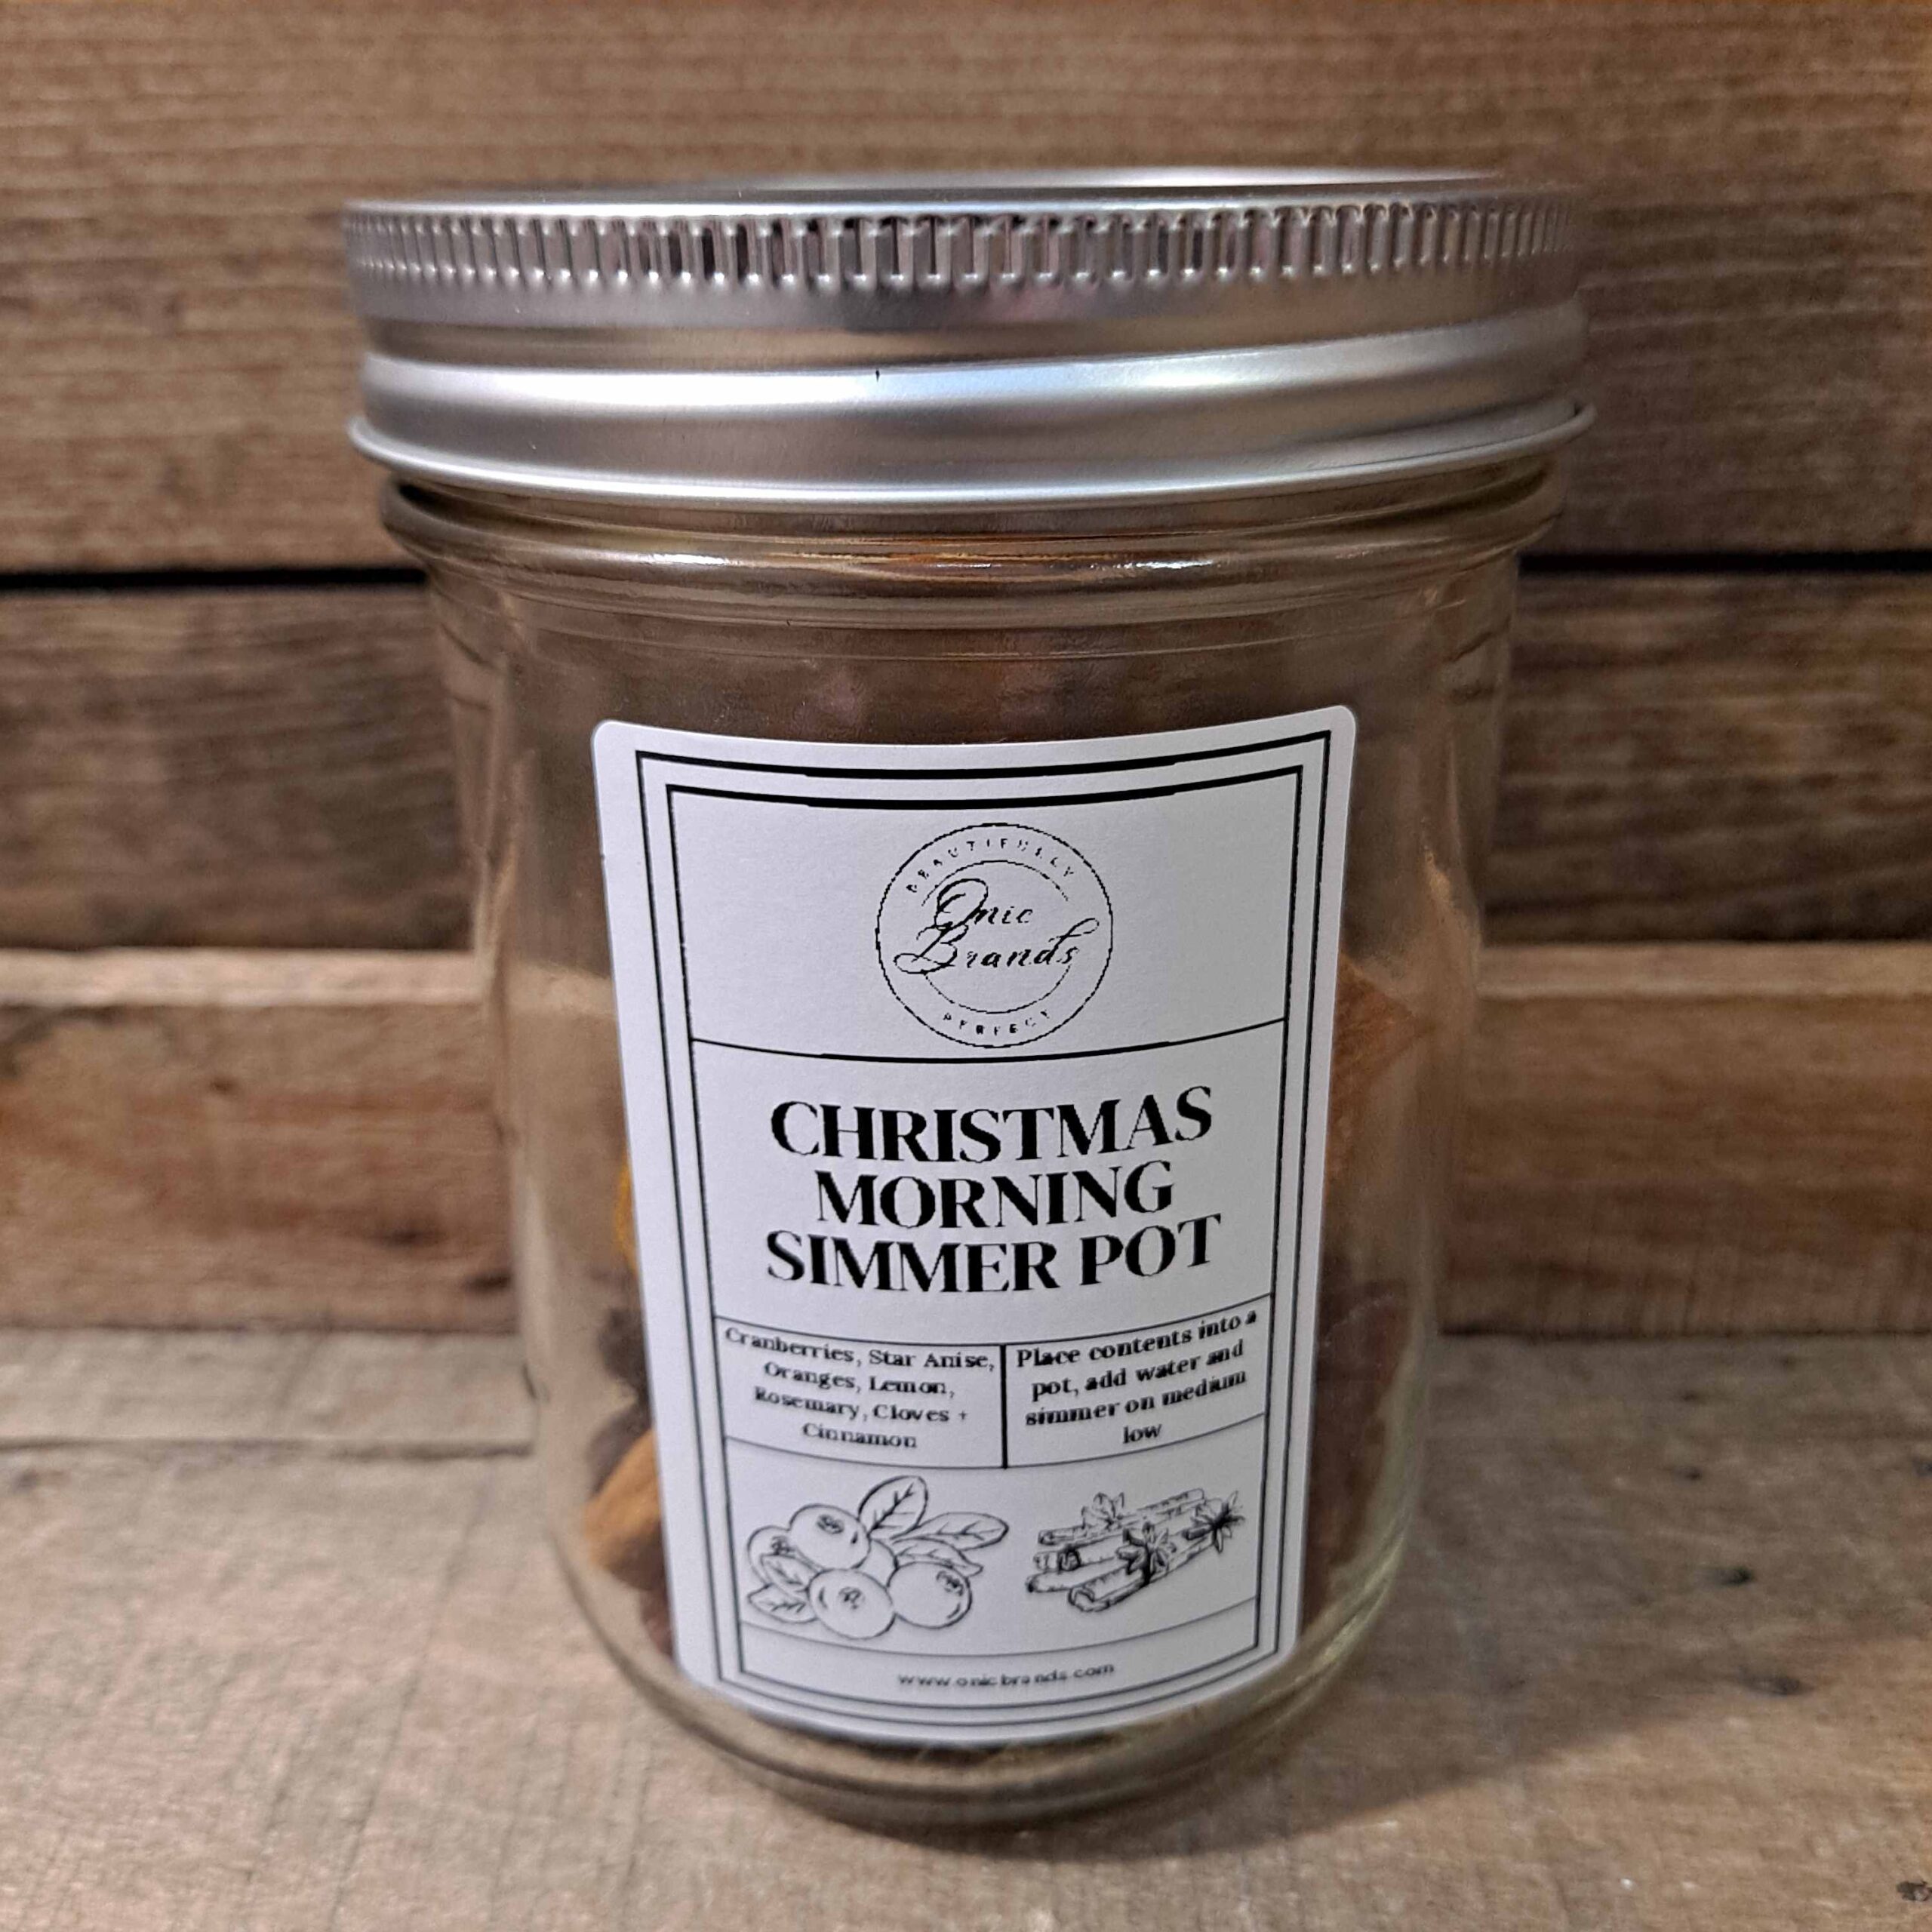 BEAUTIFULLY
Onic
Brands
PERFECT
CHRISTMAS
MORNING
SIMMER POT
Cranberries, Star Anise,
Oranges, Lemon,
Rosemary, Cloves +
Cinnamon
Place contents into a
pot, add water and
simmer on medium
low
www.onicbrands.com